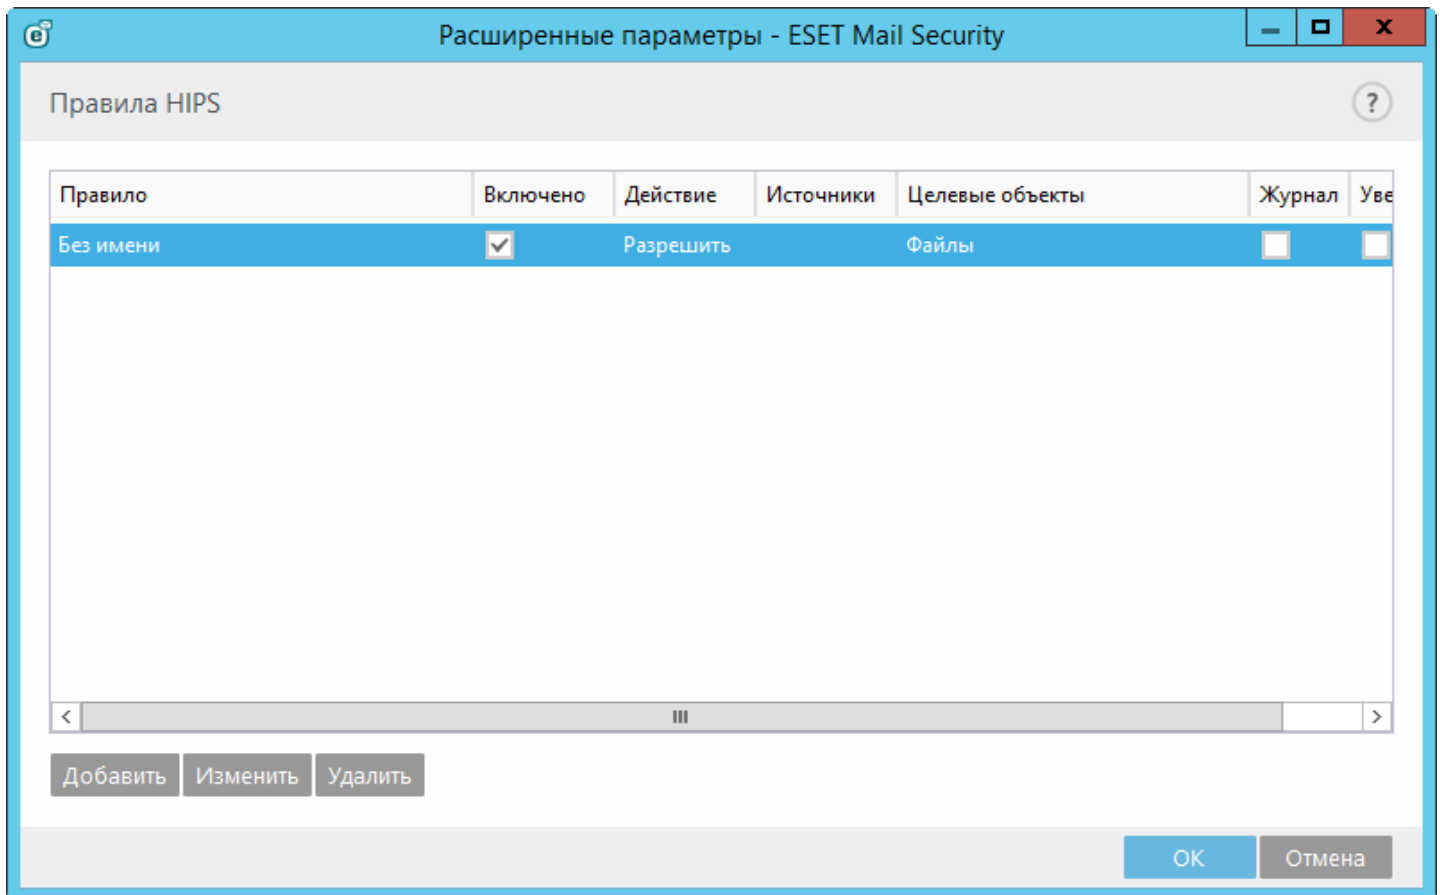 Расширенные параметры - ESET Mail Security
Правила HIPS
?
Правило Включено Действие Источники Целевые объекты Журнал Уве
Без имени Разрешить Файлы
Добавить Изменить Удалить
OK Отмена